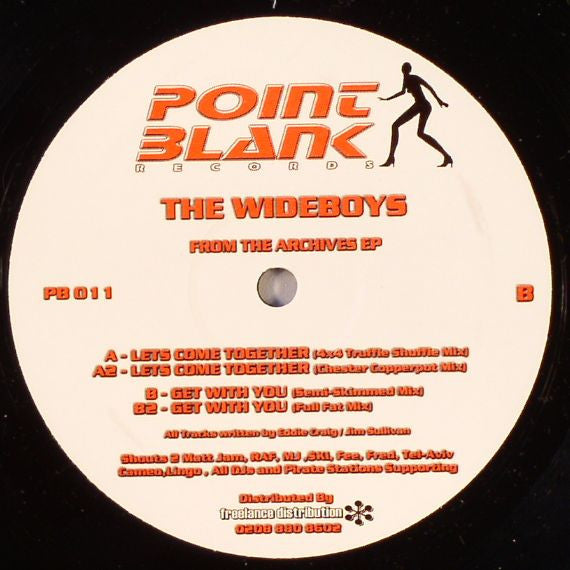 POINT
BLANK
RECORDS
THE WIDEBOYS
FROM THE ARCHIVES EP
PB 011
B
A - LETS COME TOGETHER (4x4 Truffle Shuffle Mix)
A2 - LETS COME TOGETHER (Chester Copperpot Mix)
B - GET WITH YOU (Semi-Skimmed Mix)
B2 - GET WITH YOU (Full Fat Mix)
All Tracks written by Eddie Craig / Jim Sullivan
Shouts 2 Matt Jam, RAF, MJ ,SKI, Fee, Fred, Tel-Aviv
Cameo,Lingo , All DJs and Pirate Stations Supporting
Distributed By
freelance distribution
0208 880 8602